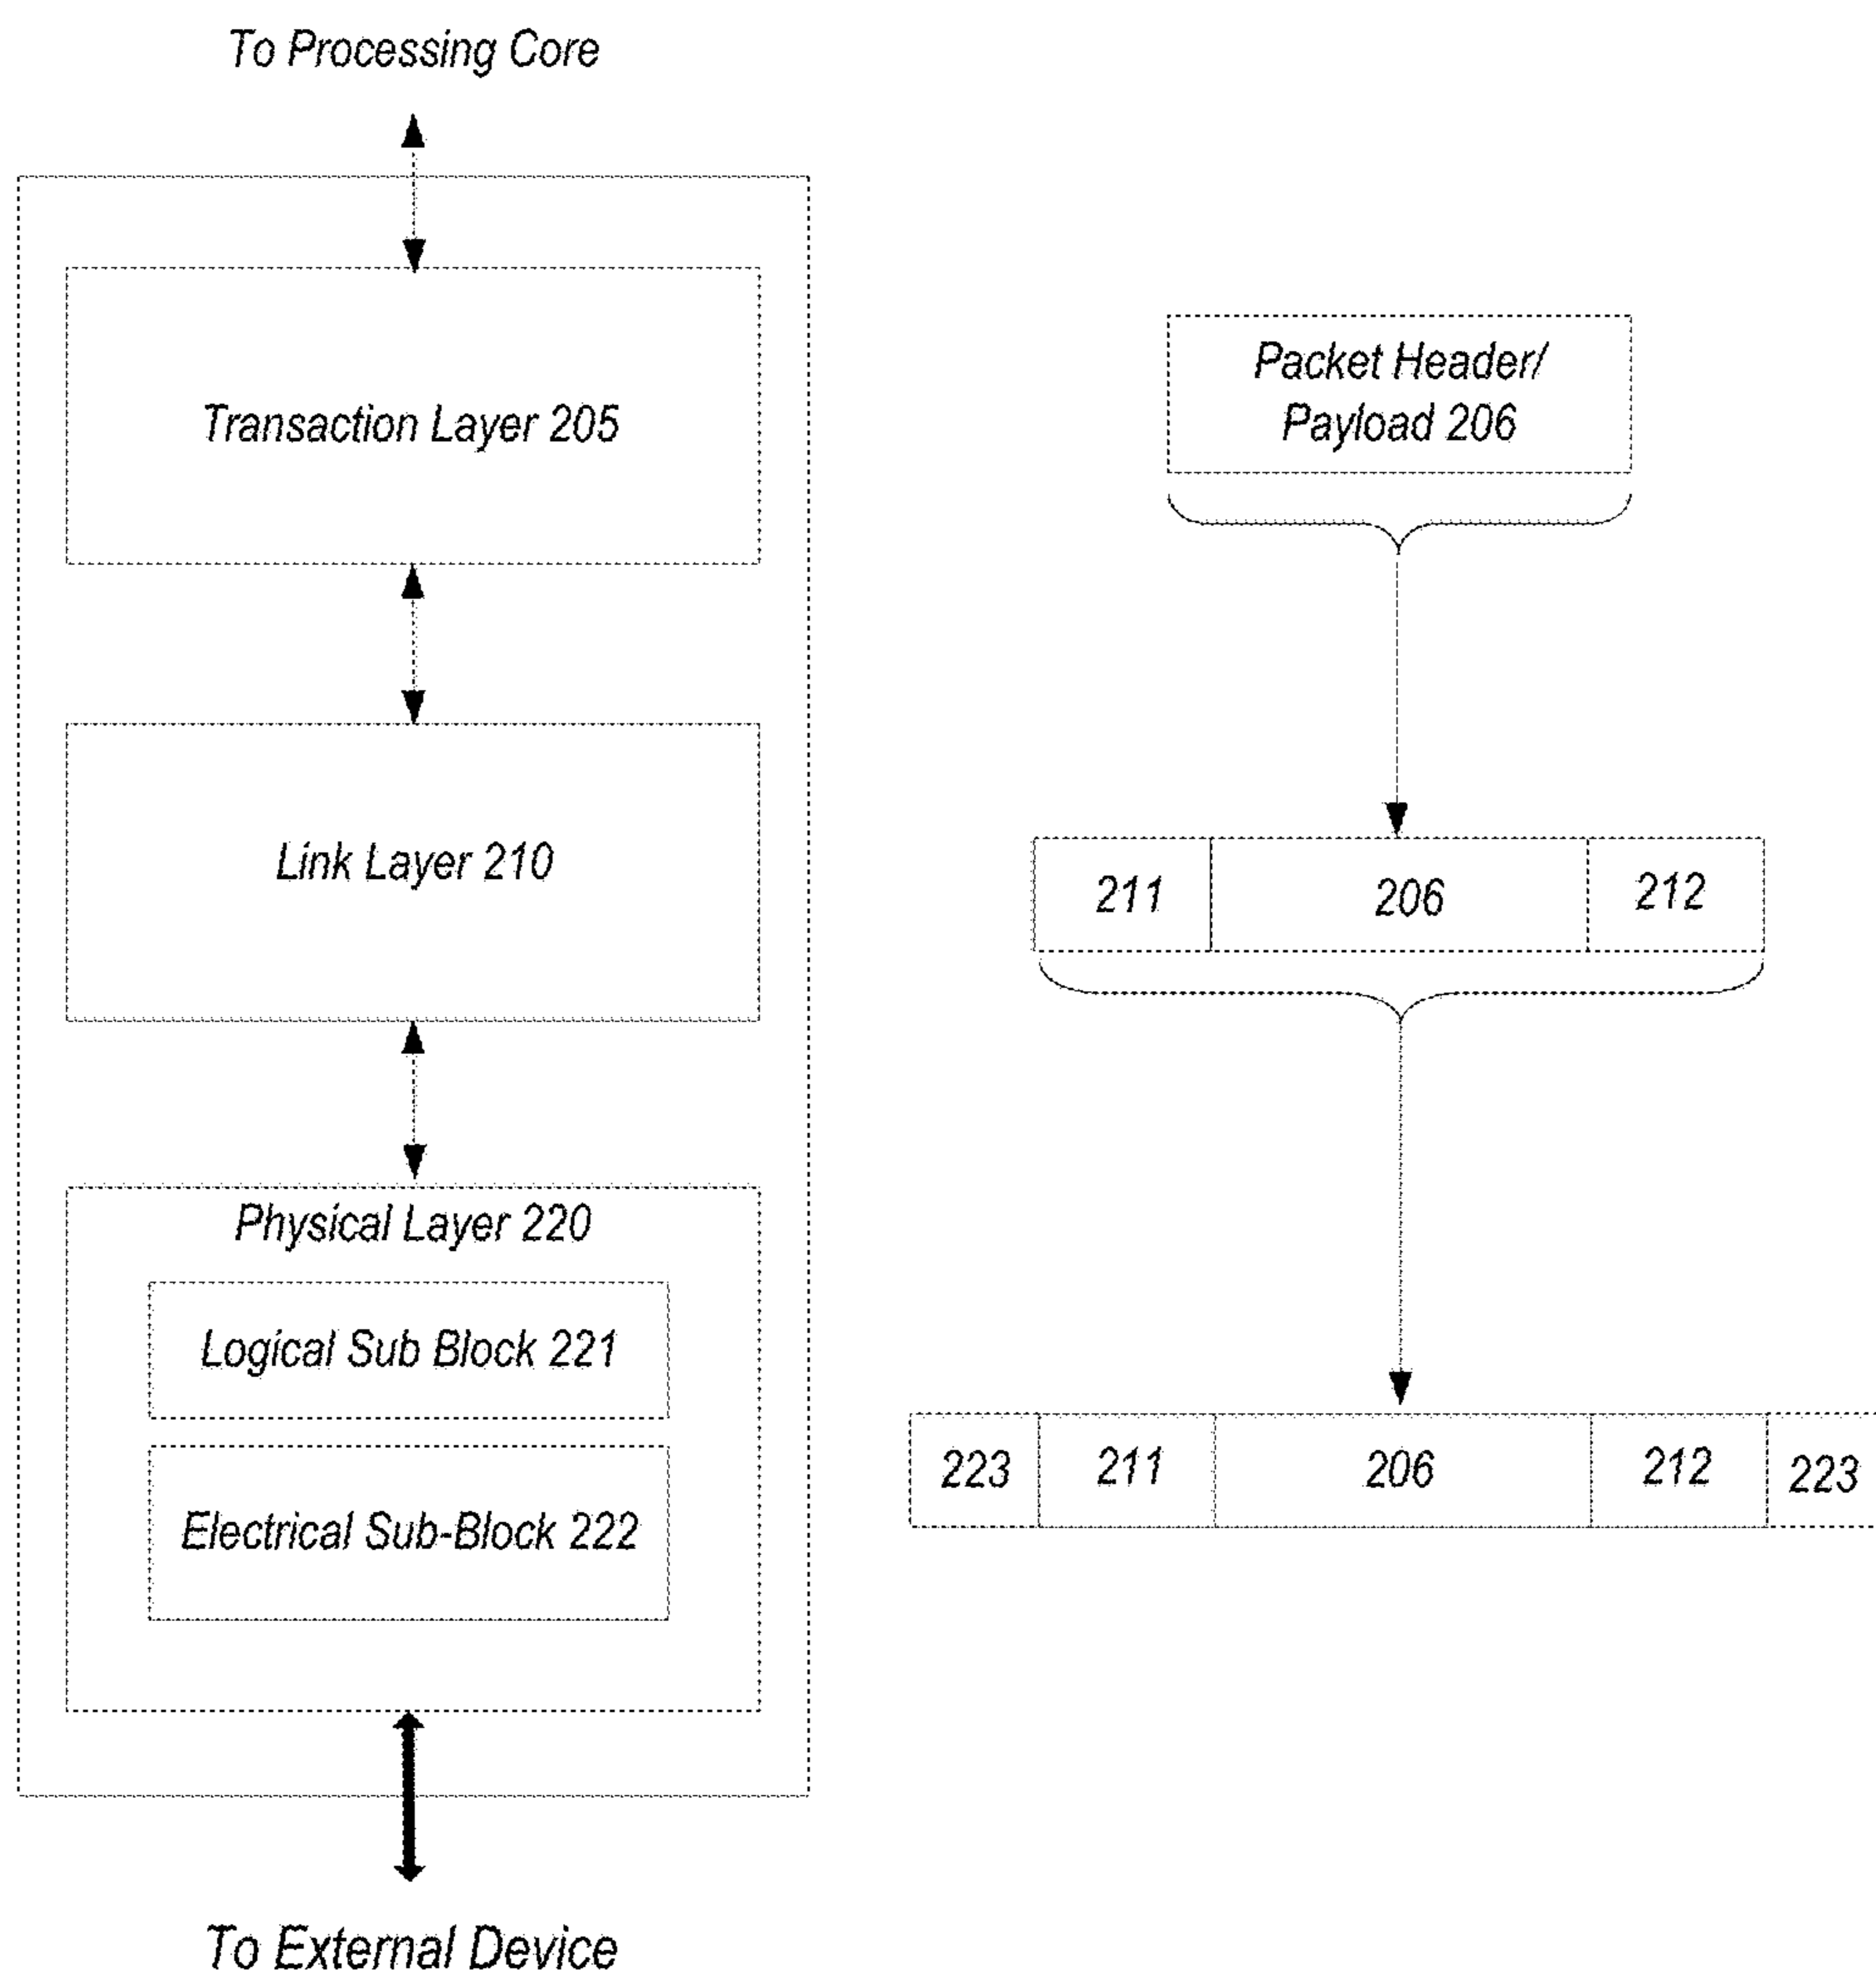 To Processing Core
Transaction Layer 205
Link Layer 210
Physical Layer 220
Logical Sub Block 221
Electrical Sub-Block 222
To External Device
Packet Header/
Payload 206
211 206 212
223 211 206 212 223